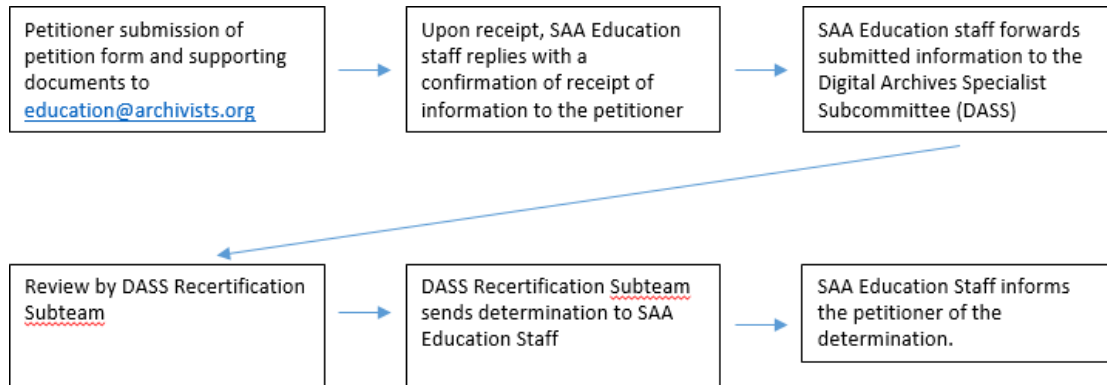 Petitioner submission of
petition form and supporting
documents to
education@archivists.org
Upon receipt, SAA Education
staff replies with a
confirmation of receipt of
information to the petitioner
SAA Education staff forwards
submitted information to the
Digital Archives Specialist
Subcommittee (DASS)
Review by DASS Recertification
Subteam
DASS Recertification Subteam
sends determination to SAA
Education Staff
SAA Education Staff informs
the petitioner of the
determination.